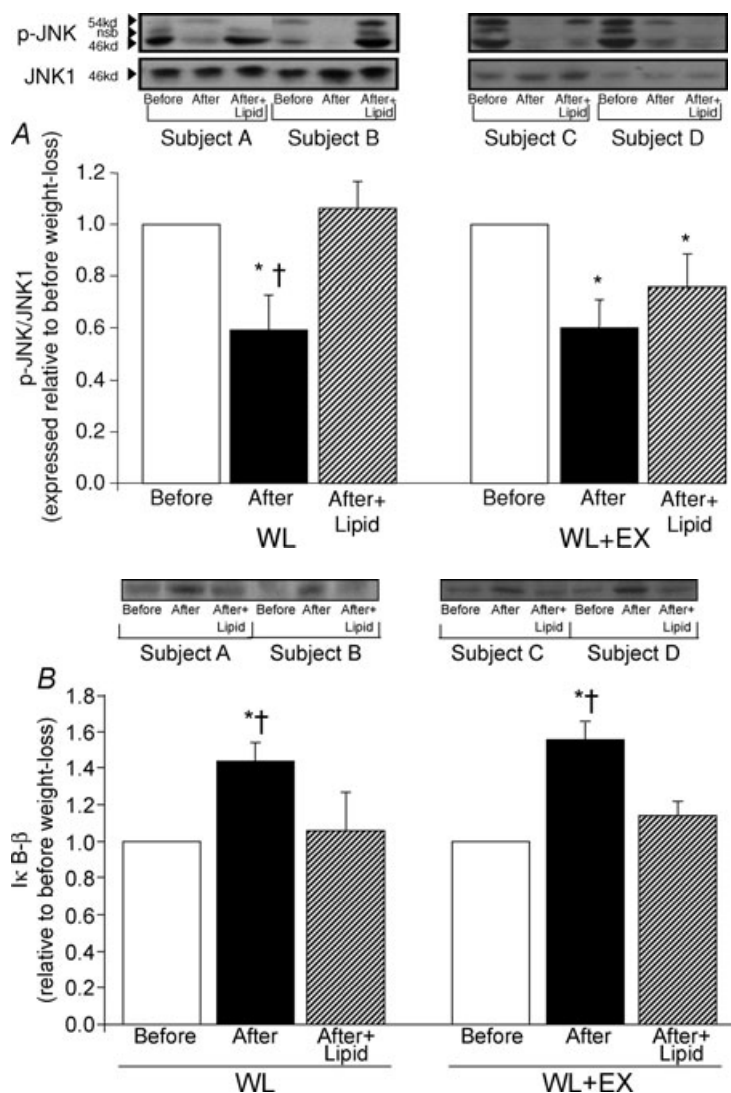 p-JNK 54kd nsb 46kd
JNK1 46kd
Before After After+ Lipid Before After After+ Lipid Before After After+ Lipid Before After After+ Lipid
Subject A Subject B Subject C Subject D
A
p-JNK/JNK1
(expressed relative to before weight-loss)
1.2
1.0
0.8
0.6
0.4
0.2
0.0
* †
*
*
Before After After+ Lipid Before After After+ Lipid
WL WL+EX
Before After After+ Lipid Before After After+ Lipid Before After After+ Lipid Before After After+ Lipid
Subject A Subject B Subject C Subject D
B
Iκ B-β
(relative to before weight-loss)
1.8
1.6
1.4
1.2
1.0
0.8
0.6
0.4
0.2
0.0
*†
*†
Before After After+ Lipid Before After After+ Lipid
WL WL+EX